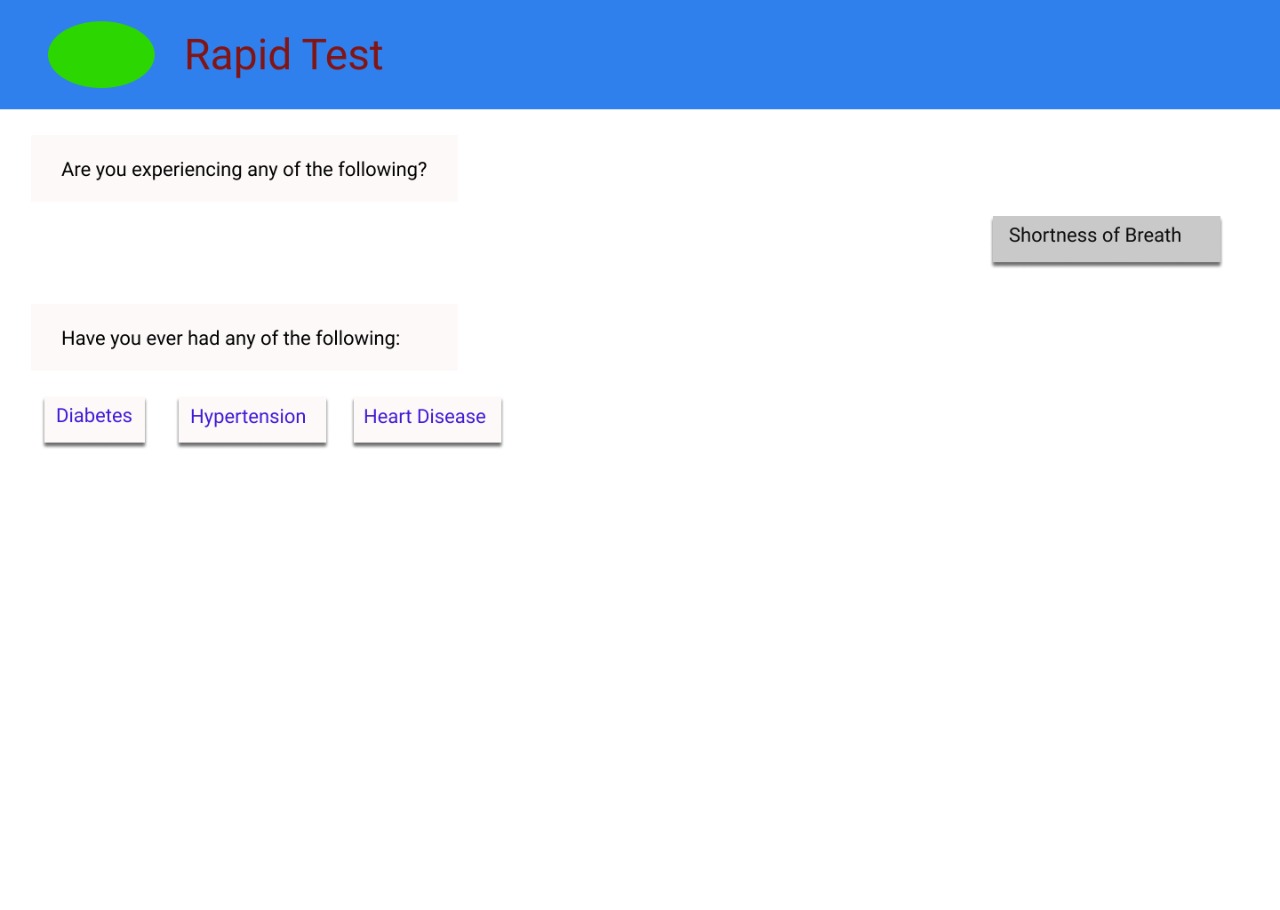 Rapid Test
Are you experiencing any of the following?
Shortness of Breath
Have you ever had any of the following:
Diabetes
Hypertension
Heart Disease